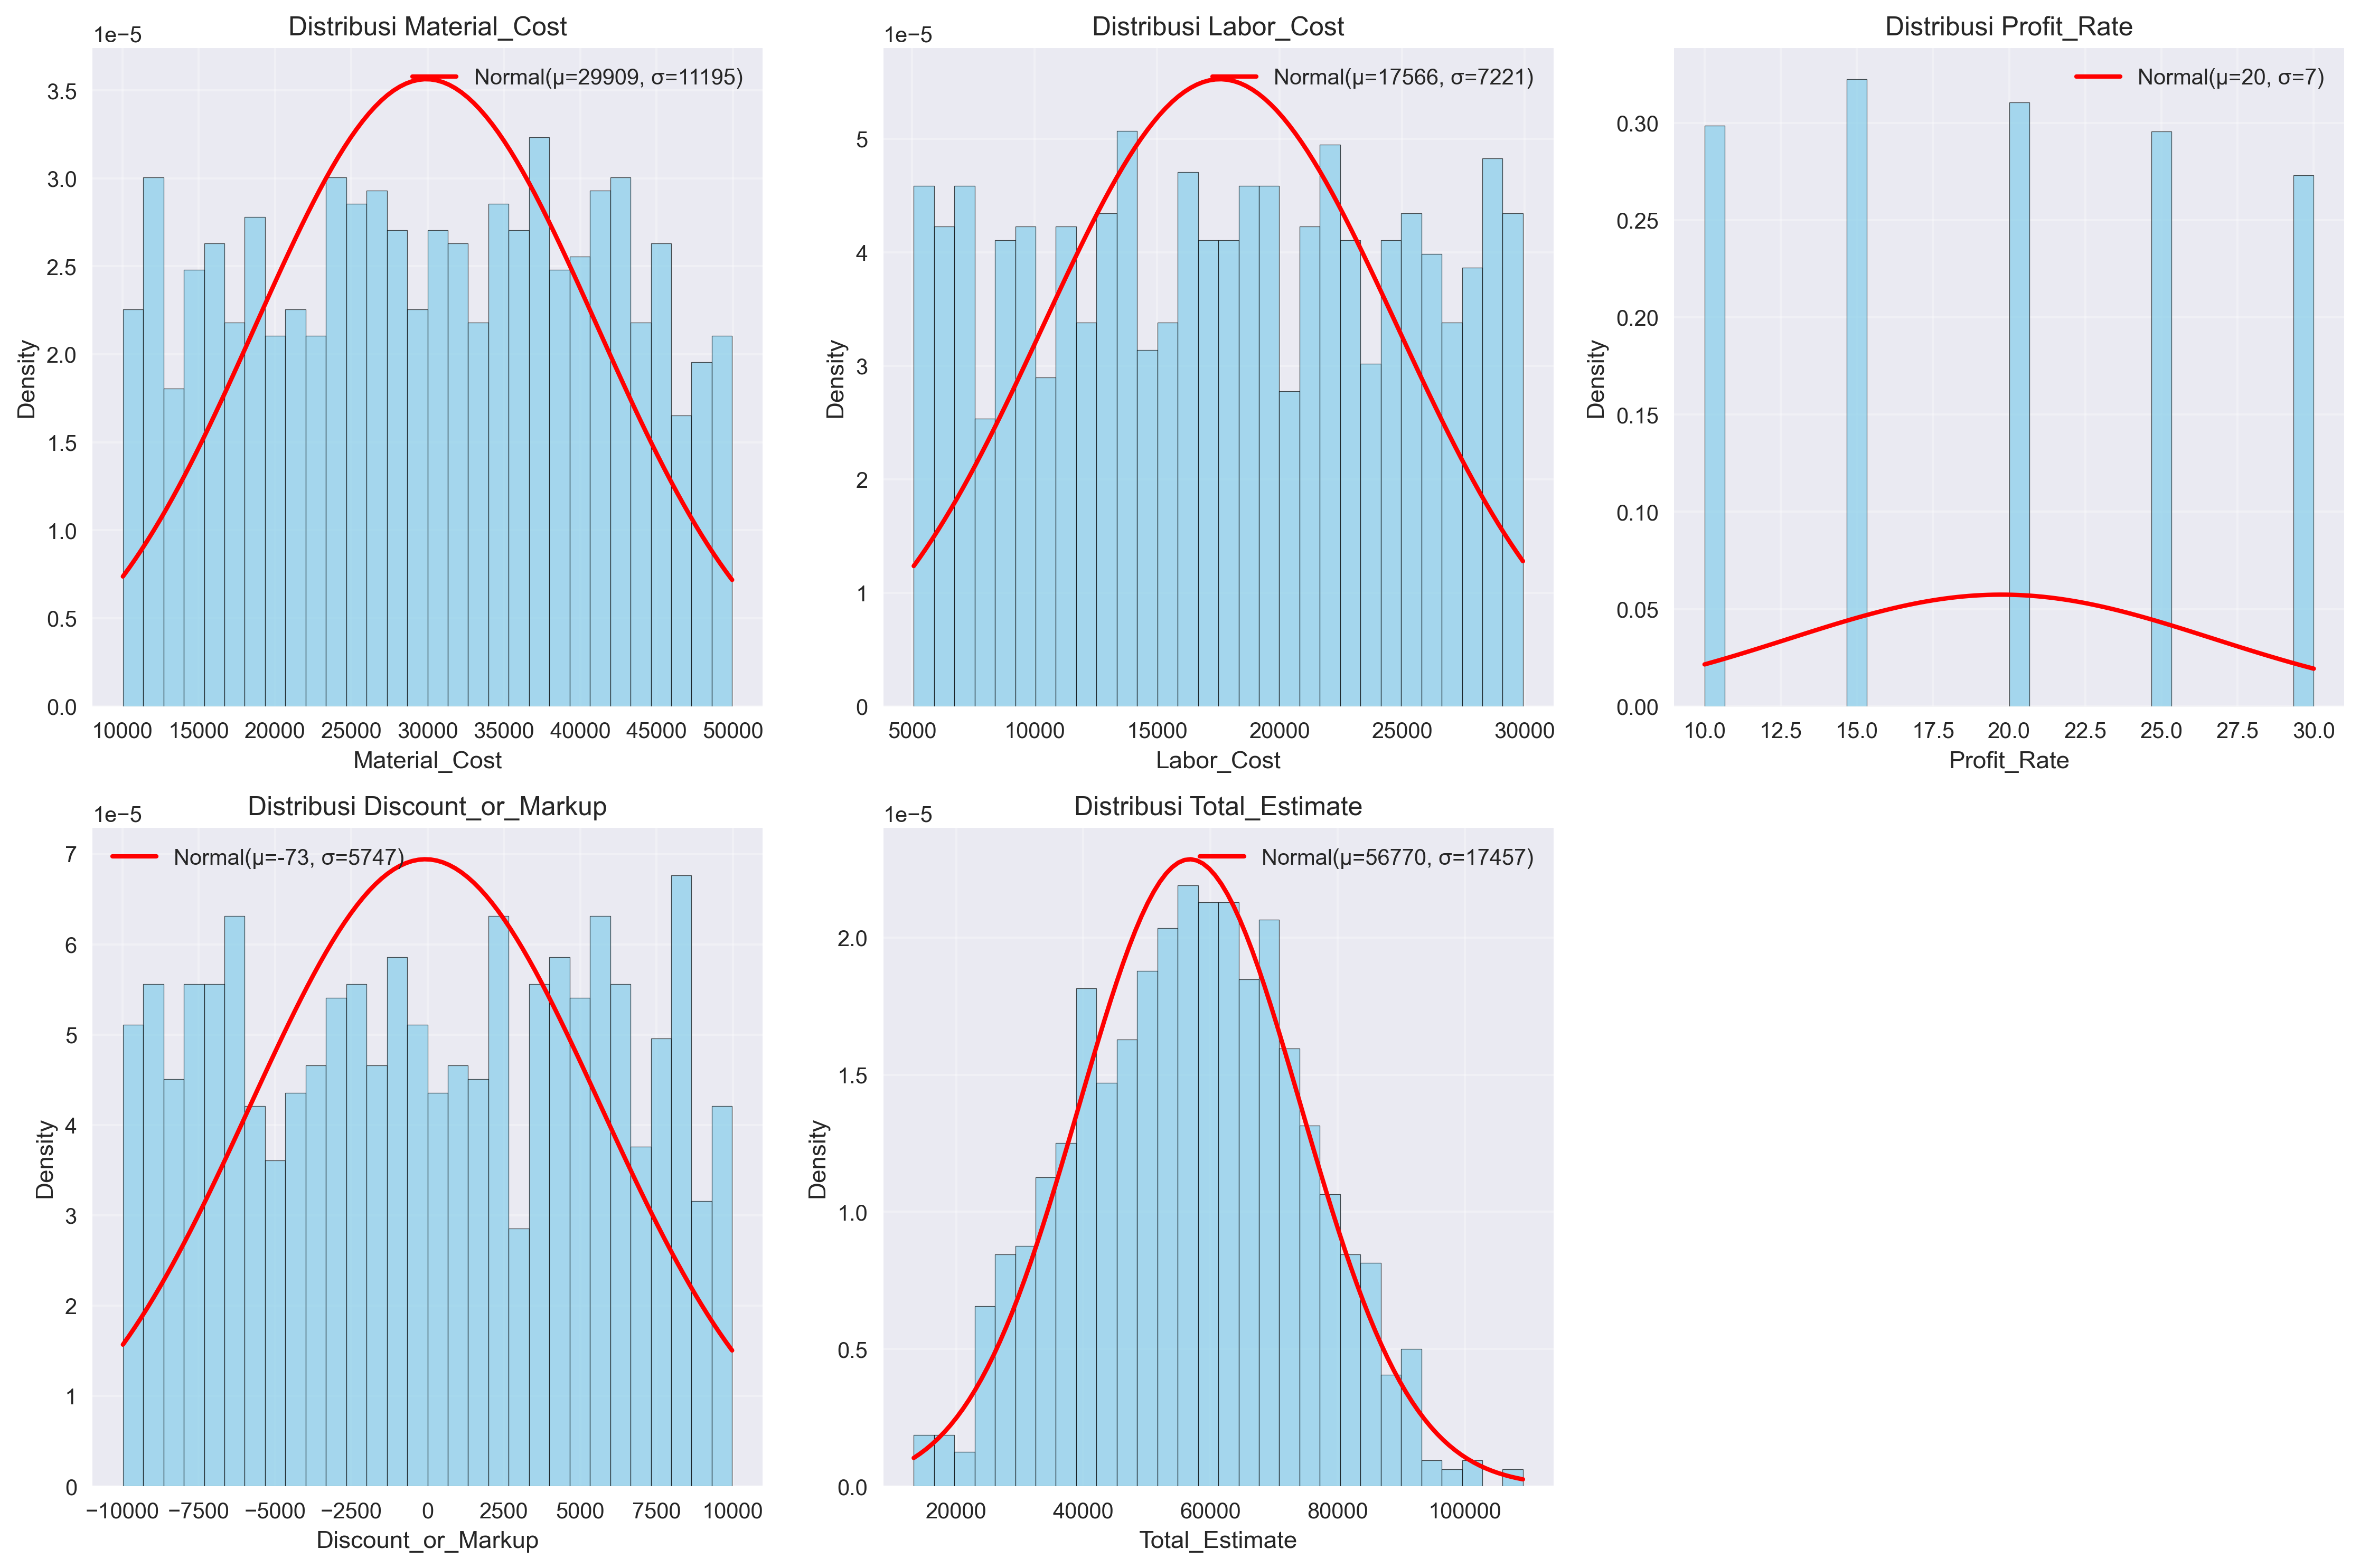 Distribusi Material_Cost
1e−5
Normal(μ=29909, σ=11195)
3.5
3.0
2.5
2.0
1.5
1.0
0.5
0.0
Density
10000 15000 20000 25000 30000 35000 40000 45000 50000
Material_Cost
Distribusi Labor_Cost
1e−5
Normal(μ=17566, σ=7221)
5
4
3
2
1
0
Density
5000 10000 15000 20000 25000 30000
Labor_Cost
Distribusi Profit_Rate
Normal(μ=20, σ=7)
0.30
0.25
0.20
0.15
0.10
0.05
0.00
Density
10.0 12.5 15.0 17.5 20.0 22.5 25.0 27.5 30.0
Profit_Rate
Distribusi Discount_or_Markup
1e−5
Normal(μ=-73, σ=5747)
7
6
5
4
3
2
1
0
Density
−10000 −7500 −5000 −2500 0 2500 5000 7500 10000
Discount_or_Markup
Distribusi Total_Estimate
1e−5
Normal(μ=56770, σ=17457)
2.0
1.5
1.0
0.5
0.0
Density
20000 40000 60000 80000 100000
Total_Estimate